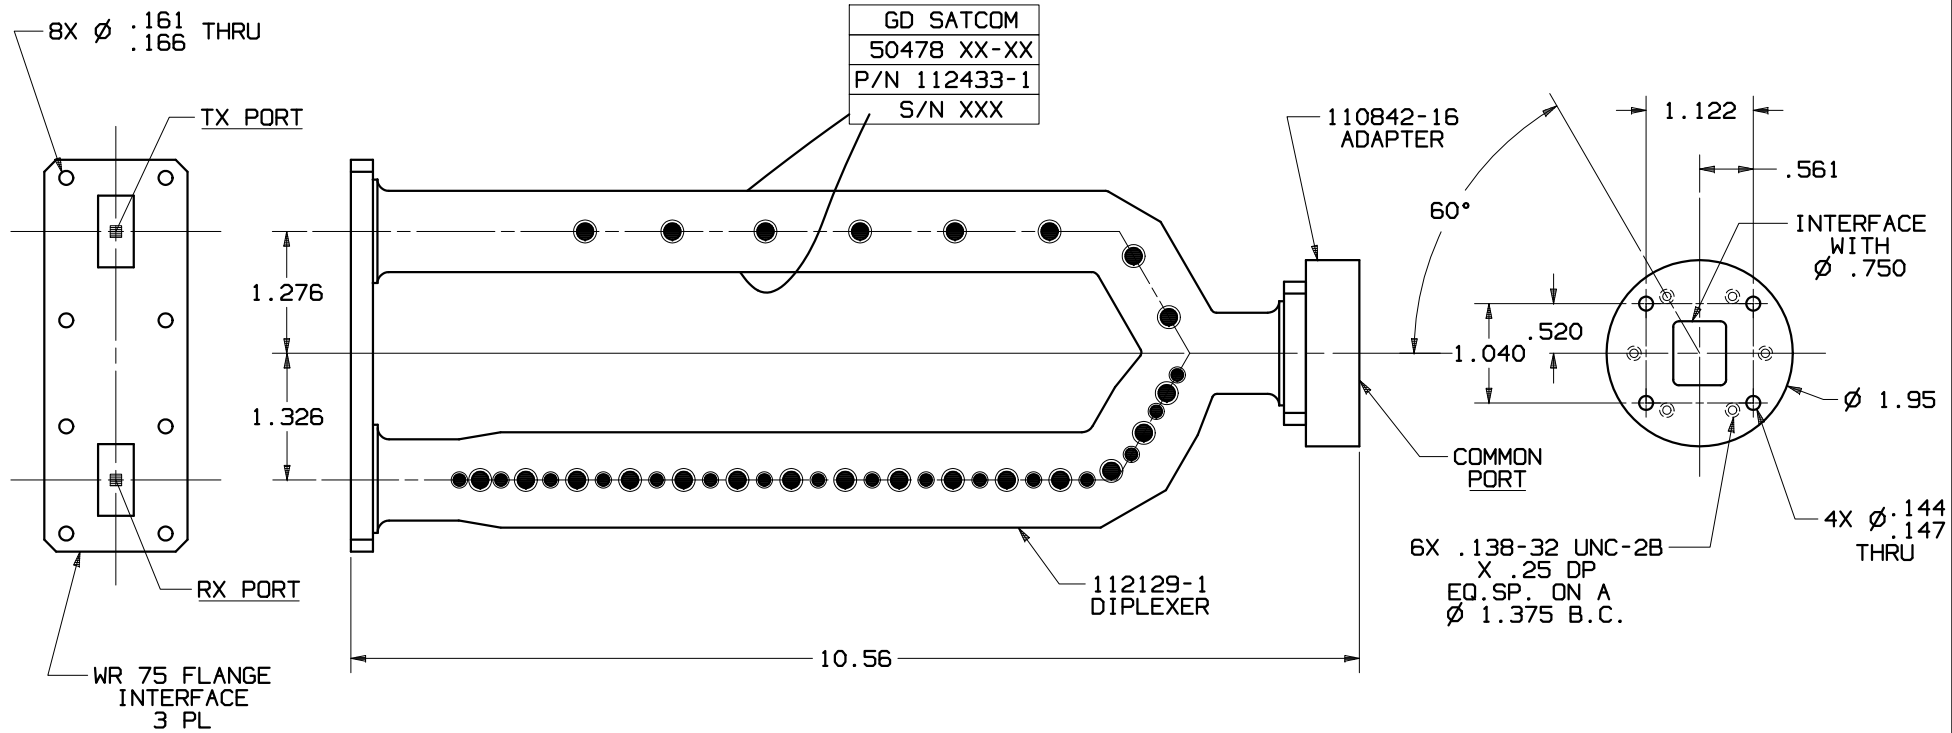 8X Ø .161
.166 THRU
TX PORT
GD SATCOM
50478 XX-XX
P/N 112433-1
S/N XXX
110842-16
ADAPTER
1.122
.561
60°
INTERFACE
WITH
Ø .750
1.276
.520
1.040
1.326
Ø 1.95
COMMON
PORT
4X Ø .144
.147
THRU
6X .138-32 UNC-2B
X .25 DP
EQ.SP. ON A
Ø 1.375 B.C.
RX PORT
112129-1
DIPLEXER
10.56
WR 75 FLANGE
INTERFACE
3 PL